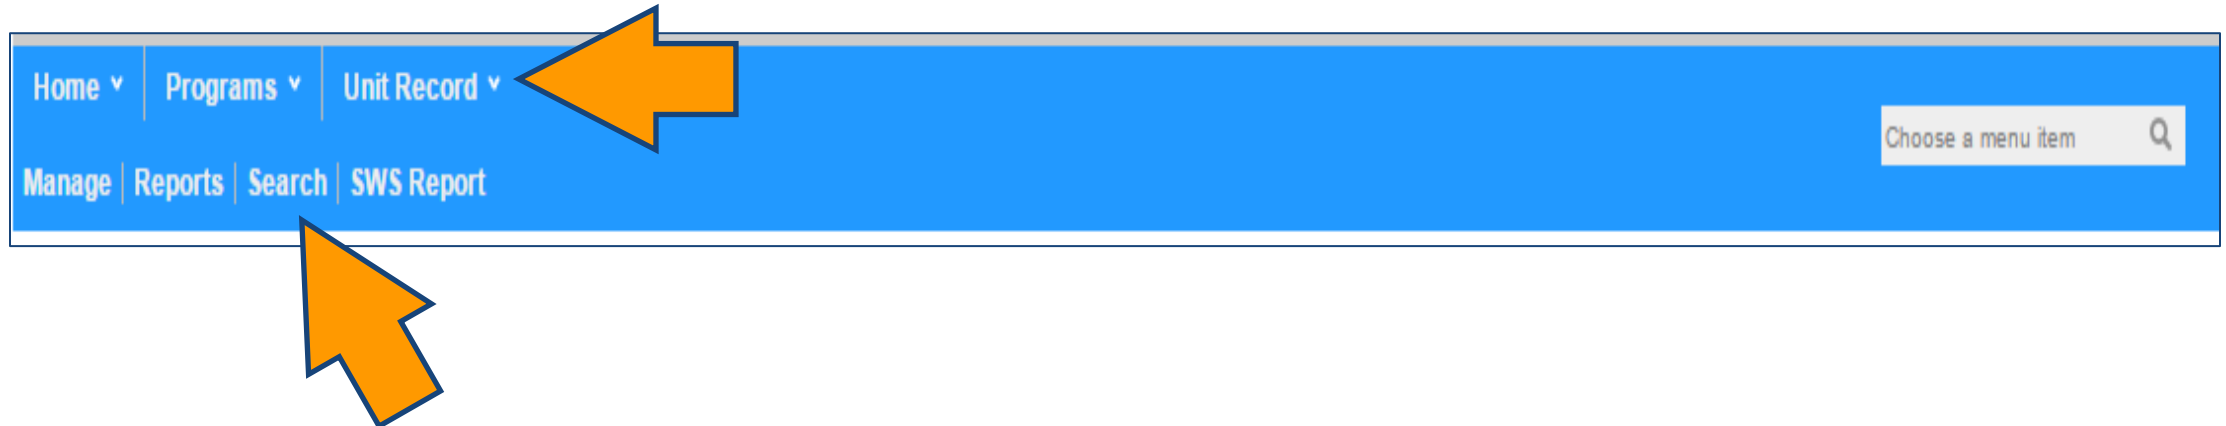 Home Programs Unit Record
Choose a menu item
Manage Reports Search SWS Report